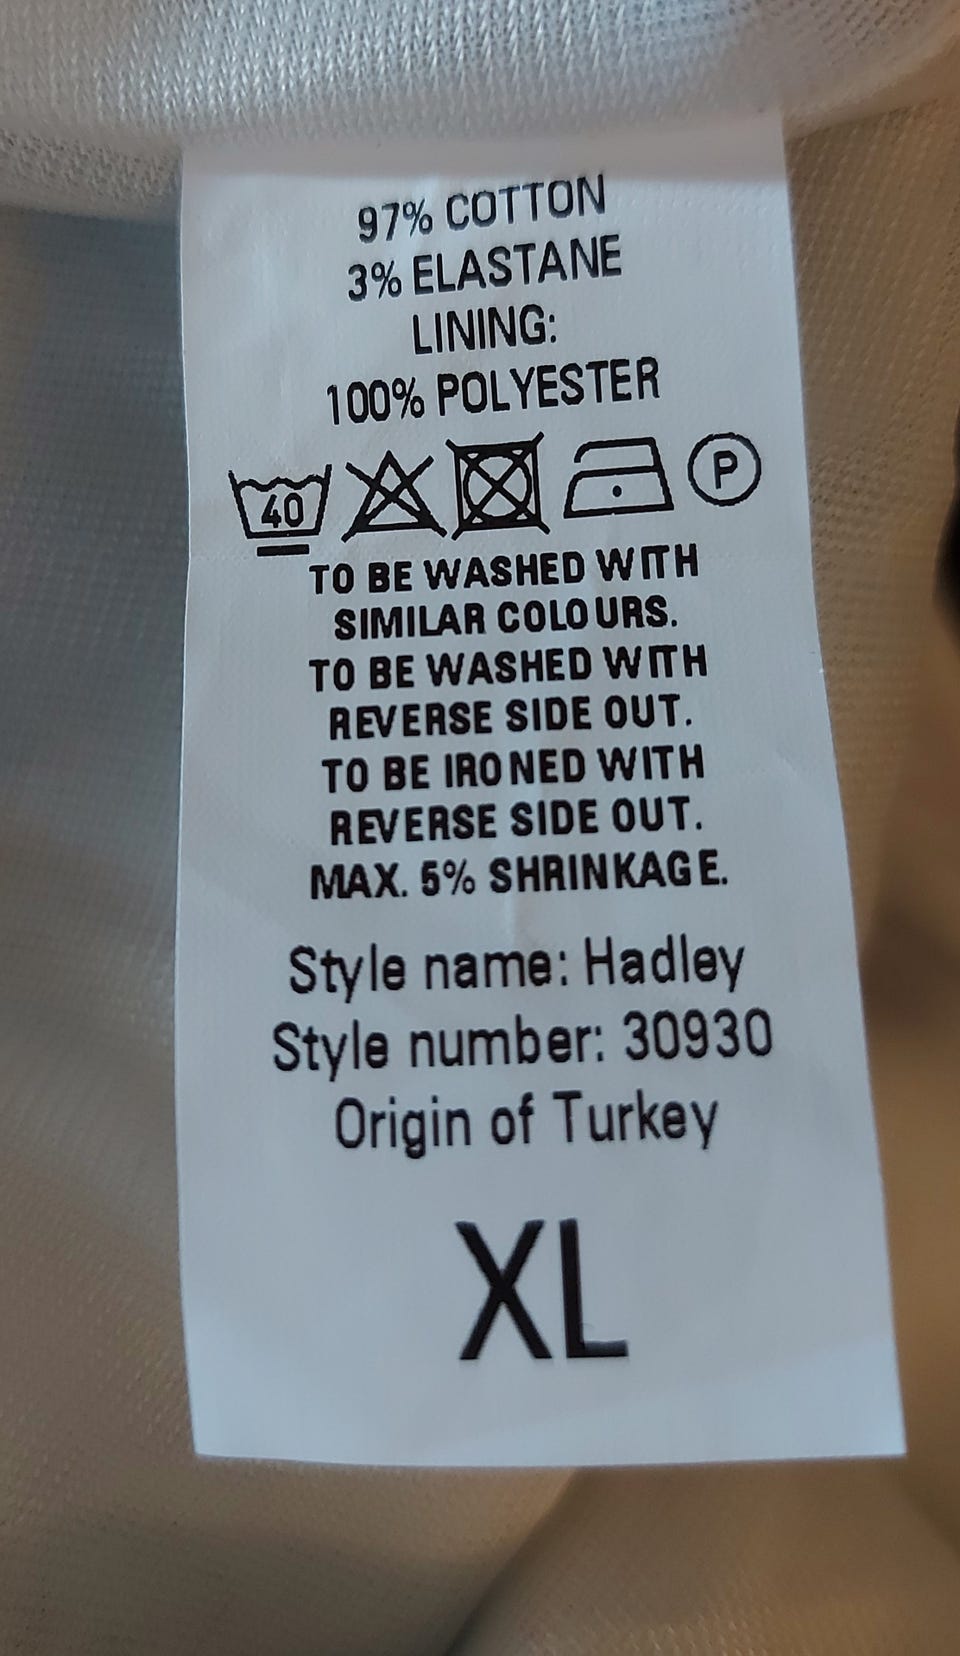 97% COTTON
3% ELASTANE
LINING:
100% POLYESTER
40 P
TO BE WASHED WITH
SIMILAR COLOURS.
TO BE WASHED WITH
REVERSE SIDE OUT.
TO BE IRONED WITH
REVERSE SIDE OUT.
MAX. 5% SHRINKAGE.
Style name: Hadley
Style number: 30930
Origin of Turkey
XL